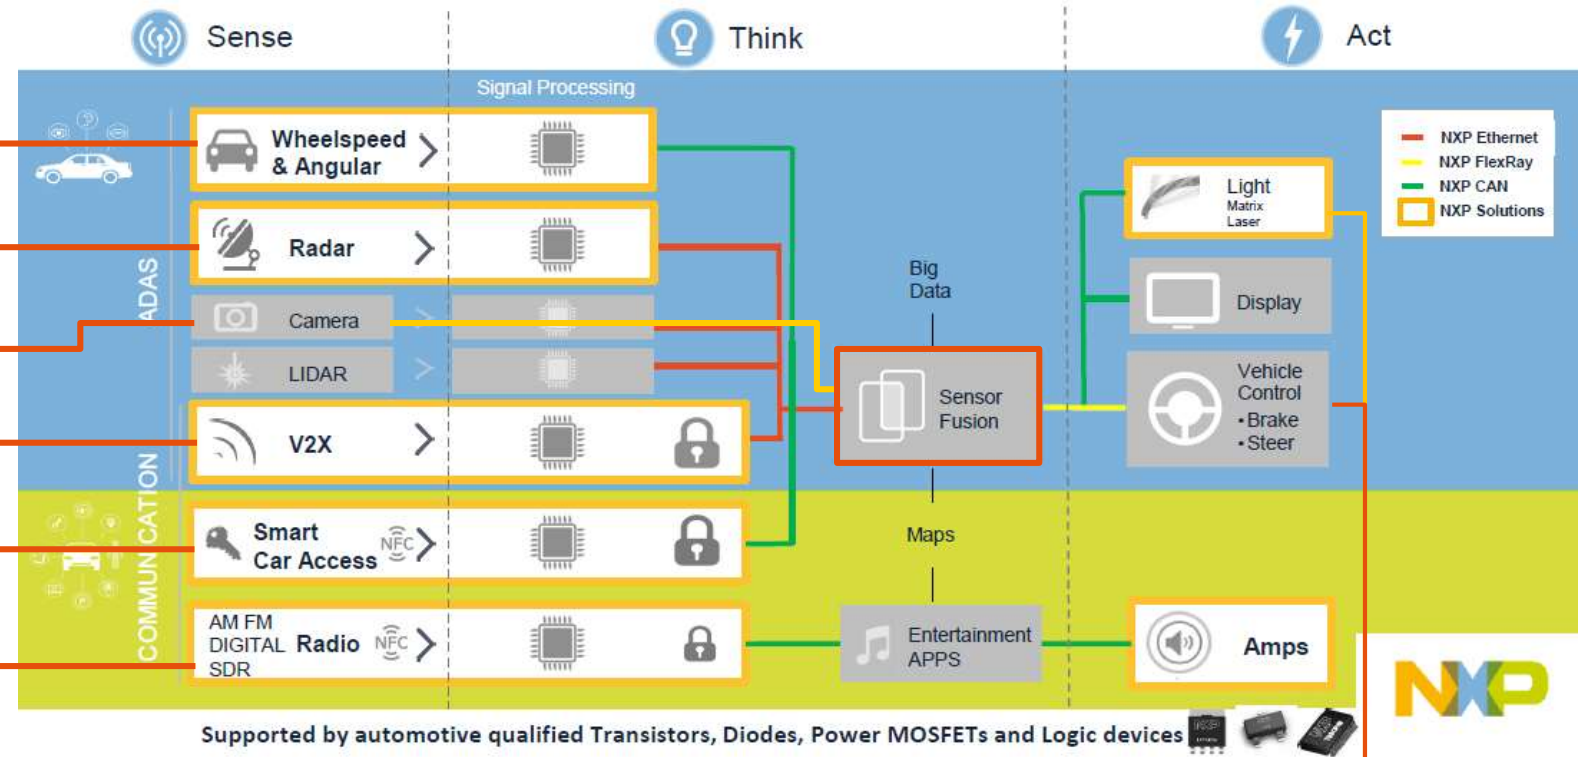 Sense
Think
Act
Signal Processing
Wheelspeed
& Angular
Radar
Camera
LIDAR
V2X
Smart
Car Access
NFC
AM FM
DIGITAL
SDR
Radio
NFC
ADAS
COMMUNICATION
Big
Data
Sensor
Fusion
Maps
Entertainment
APPS
Light
Matrix
Laser
Display
Vehicle
Control
•Brake
•Steer
Amps
NXP Ethernet
NXP FlexRay
NXP CAN
NXP Solutions
NXP
Supported by automotive qualified Transistors, Diodes, Power MOSFETs and Logic devices